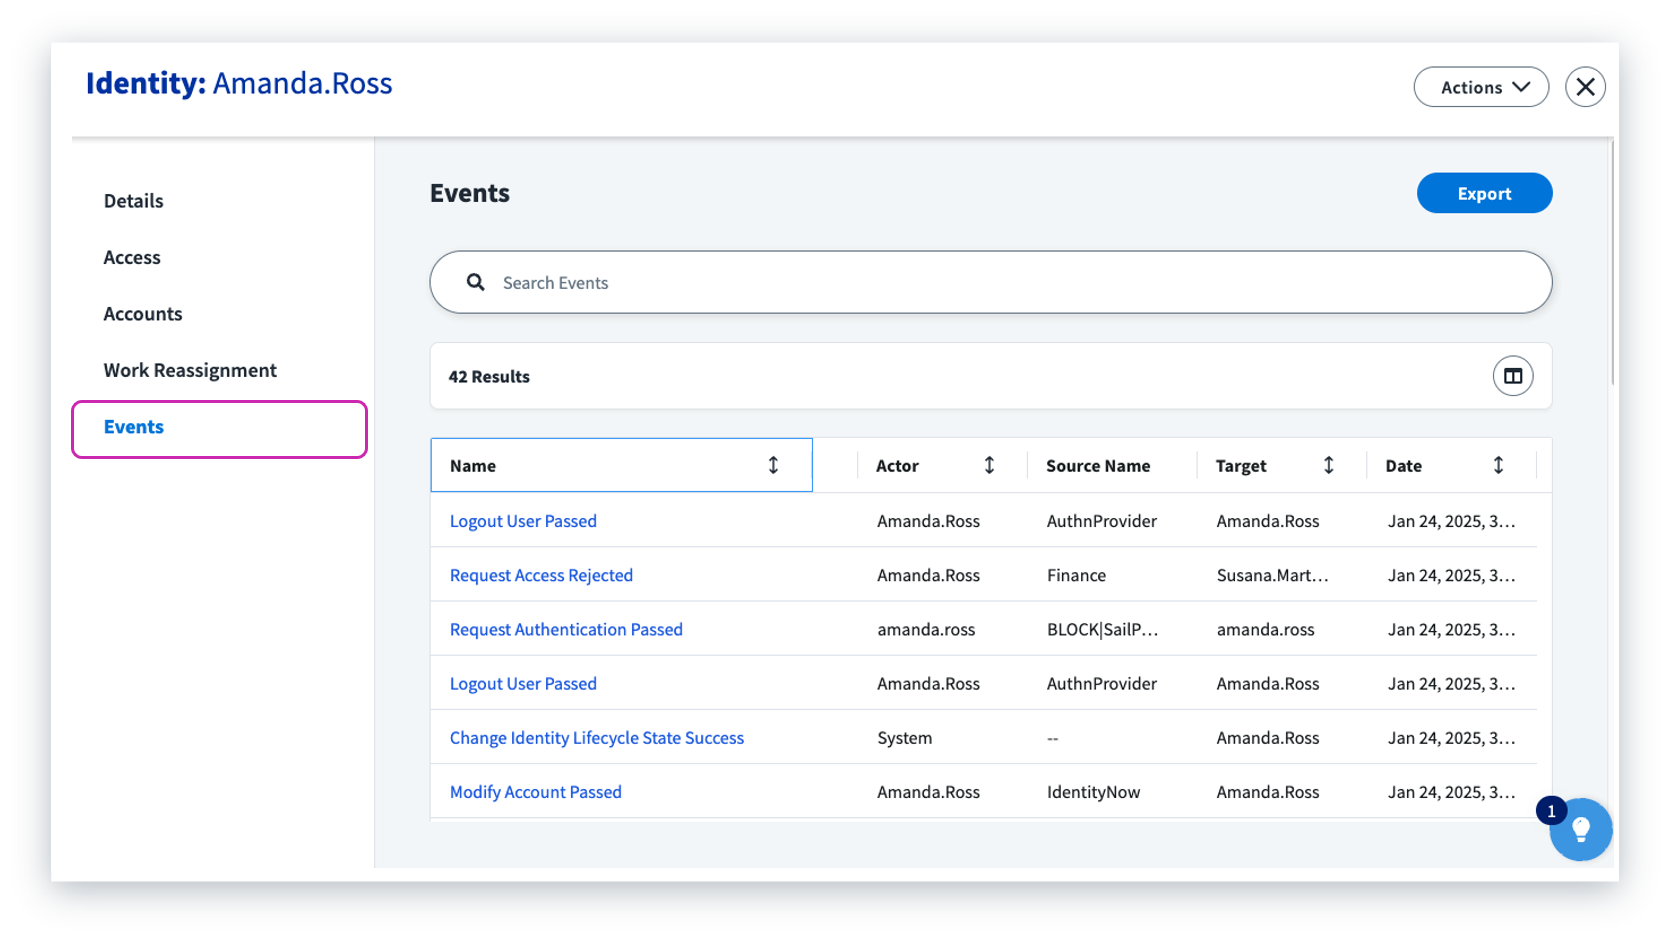 Identity: Amanda.Ross
Actions
Details
Access
Accounts
Work Reassignment
Events
Events
Export
Search Events
42 Results
Name Actor Source Name Target Date
Logout User Passed Amanda.Ross AuthnProvider Amanda.Ross Jan 24, 2025, 3...
Request Access Rejected Amanda.Ross Finance Susana.Mart... Jan 24, 2025, 3...
Request Authentication Passed amanda.ross BLOCK|SailP... amanda.ross Jan 24, 2025, 3...
Logout User Passed Amanda.Ross AuthnProvider Amanda.Ross Jan 24, 2025, 3...
Change Identity Lifecycle State Success System -- Amanda.Ross Jan 24, 2025, 3...
Modify Account Passed Amanda.Ross IdentityNow Amanda.Ross Jan 24, 2025, 3...
1